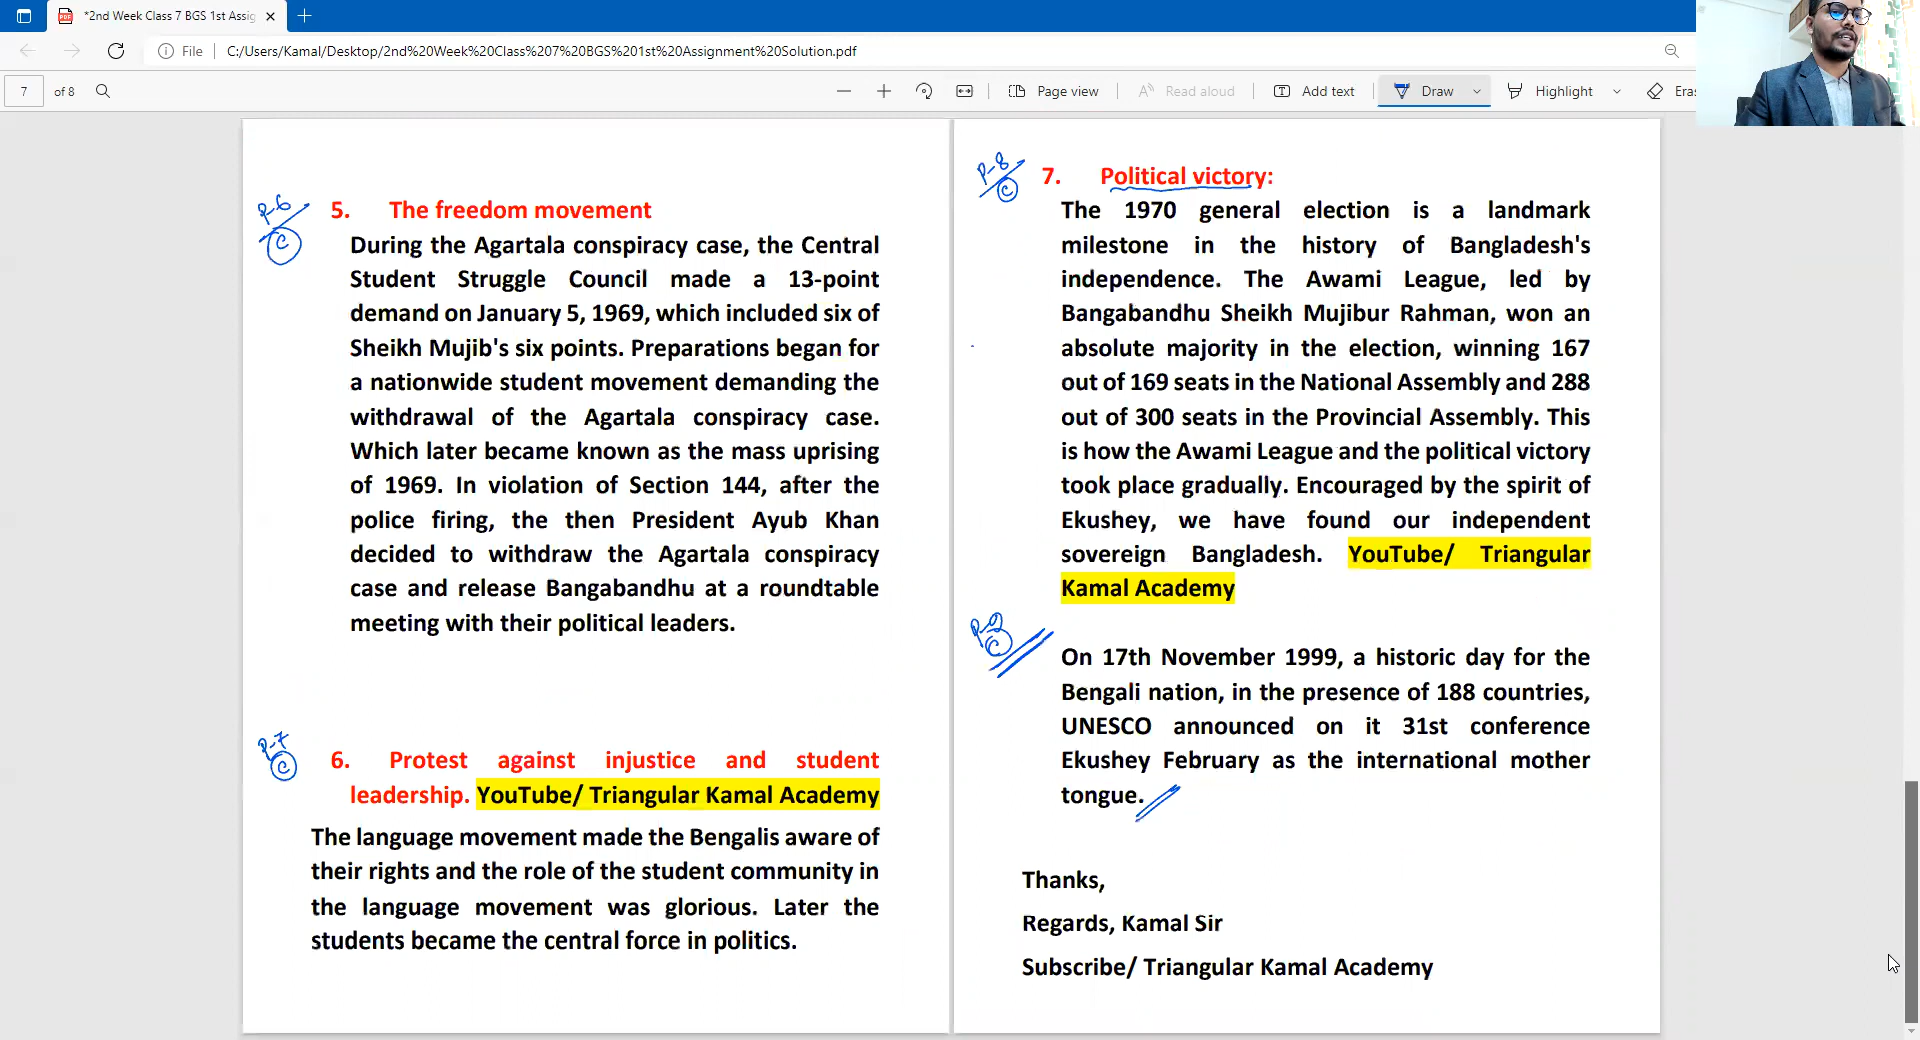 *2nd Week Class 7 BGS 1st Assig
File
C:/Users/Kamal/Desktop/2nd%20Week%20Class%207%20BGS%201st%20Assignment%20Solution.pdf
7 of 8
Page view
Read aloud
Add text
Draw
Highlight
Eras
P-6
C
5. The freedom movement
During the Agartala conspiracy case, the Central
Student Struggle Council made a 13-point
demand on January 5, 1969, which included six of
Sheikh Mujib's six points. Preparations began for
a nationwide student movement demanding the
withdrawal of the Agartala conspiracy case.
Which later became known as the mass uprising
of 1969. In violation of Section 144, after the
police firing, the then President Ayub Khan
decided to withdraw the Agartala conspiracy
case and release Bangabandhu at a roundtable
meeting with their political leaders.
P-7
C
6. Protest against injustice and student
leadership. YouTube/ Triangular Kamal Academy
The language movement made the Bengalis aware of
their rights and the role of the student community in
the language movement was glorious. Later the
students became the central force in politics.
P-8
C
7. Political victory:
The 1970 general election is a landmark
milestone in the history of Bangladesh's
independence. The Awami League, led by
Bangabandhu Sheikh Mujibur Rahman, won an
absolute majority in the election, winning 167
out of 169 seats in the National Assembly and 288
out of 300 seats in the Provincial Assembly. This
is how the Awami League and the political victory
took place gradually. Encouraged by the spirit of
Ekushey, we have found our independent
sovereign Bangladesh. YouTube/ Triangular
Kamal Academy
P-9
C
On 17th November 1999, a historic day for the
Bengali nation, in the presence of 188 countries,
UNESCO announced on it 31st conference
Ekushey February as the international mother
tongue.
Thanks,
Regards, Kamal Sir
Subscribe/ Triangular Kamal Academy